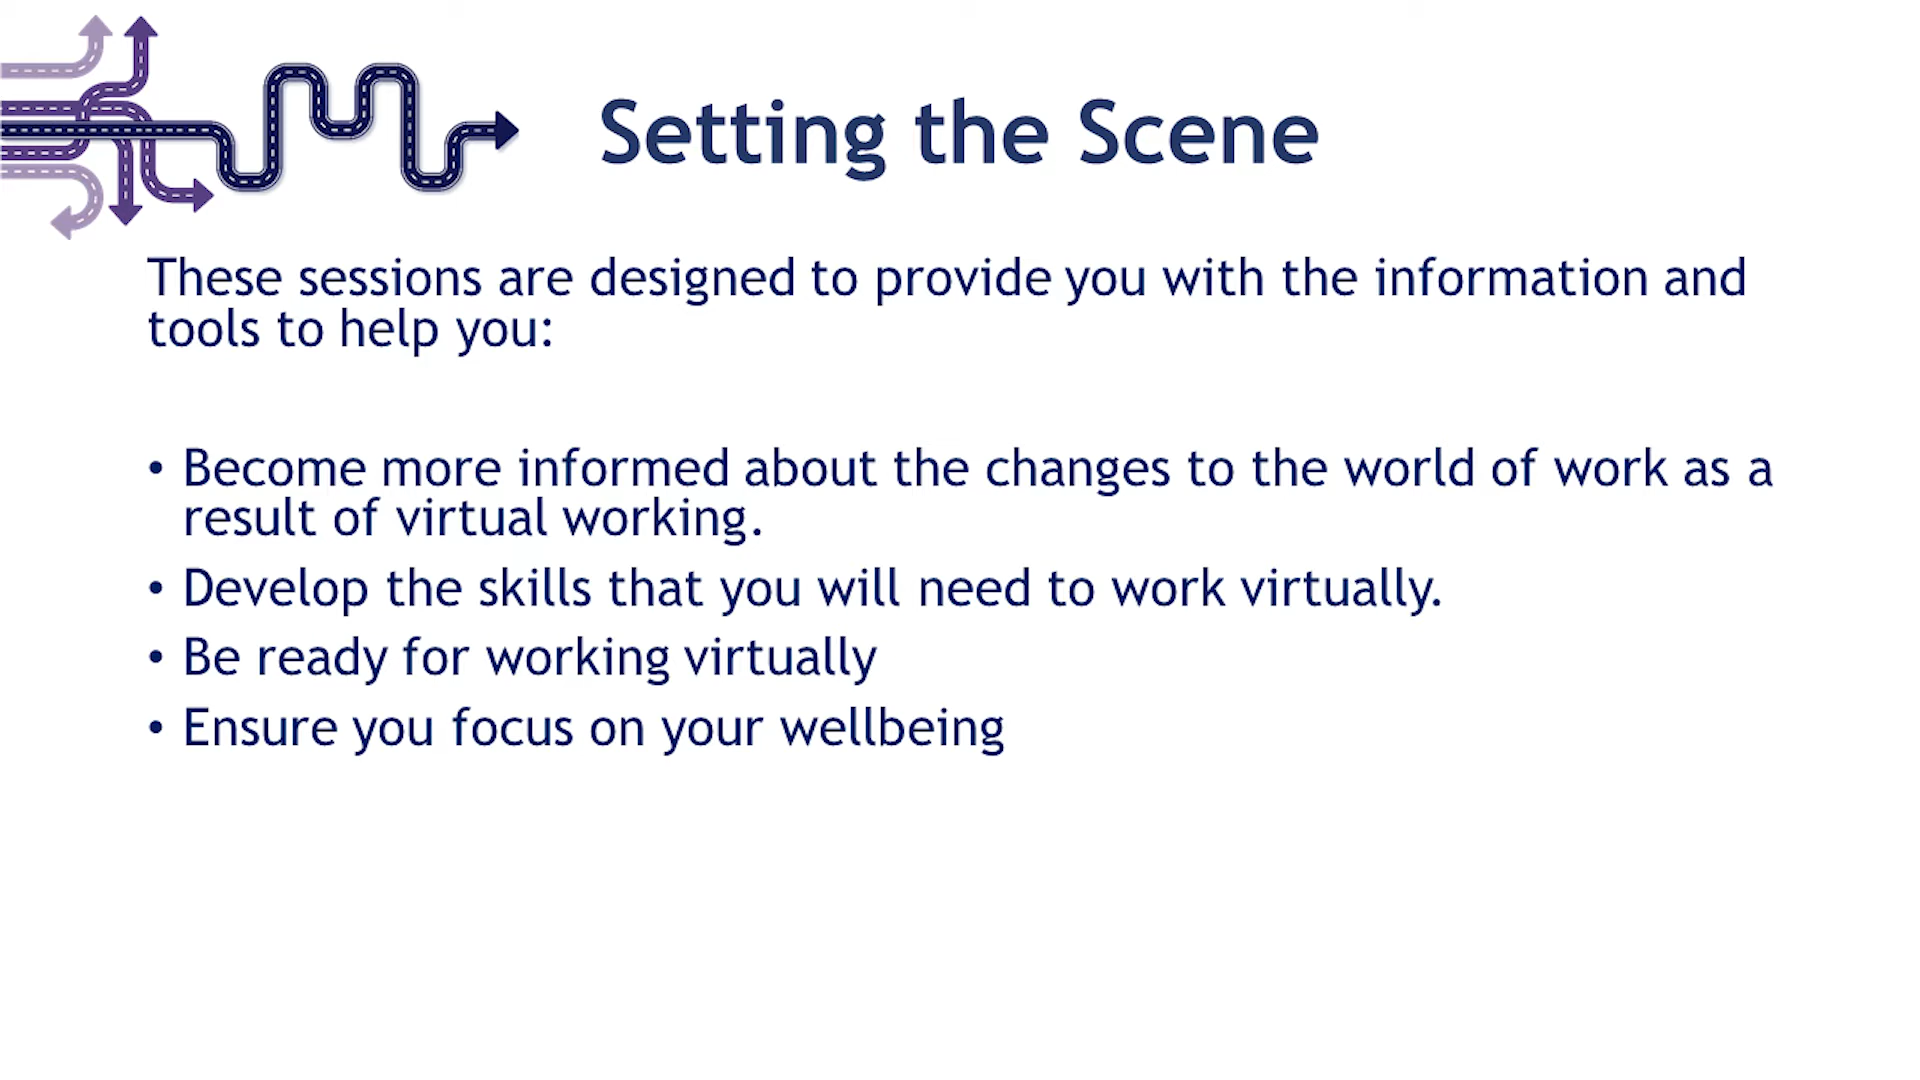 Setting the Scene
These sessions are designed to provide you with the information and
tools to help you:
• Become more informed about the changes to the world of work as a
result of virtual working.
• Develop the skills that you will need to work virtually.
• Be ready for working virtually
• Ensure you focus on your wellbeing